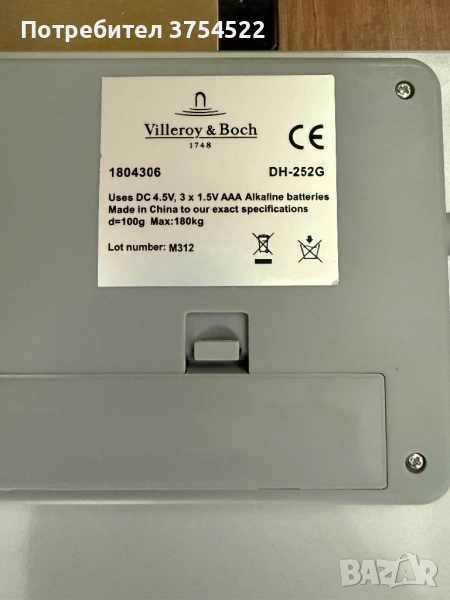 Потребител 3754522
Villeroy & Boch
1748
CE
1804306 DH-252G
Uses DC 4.5V, 3 x 1.5V AAA Alkaline batteries
Made in China to our exact specifications
d=100g Max:180kg
Lot number: M312
BAZAR